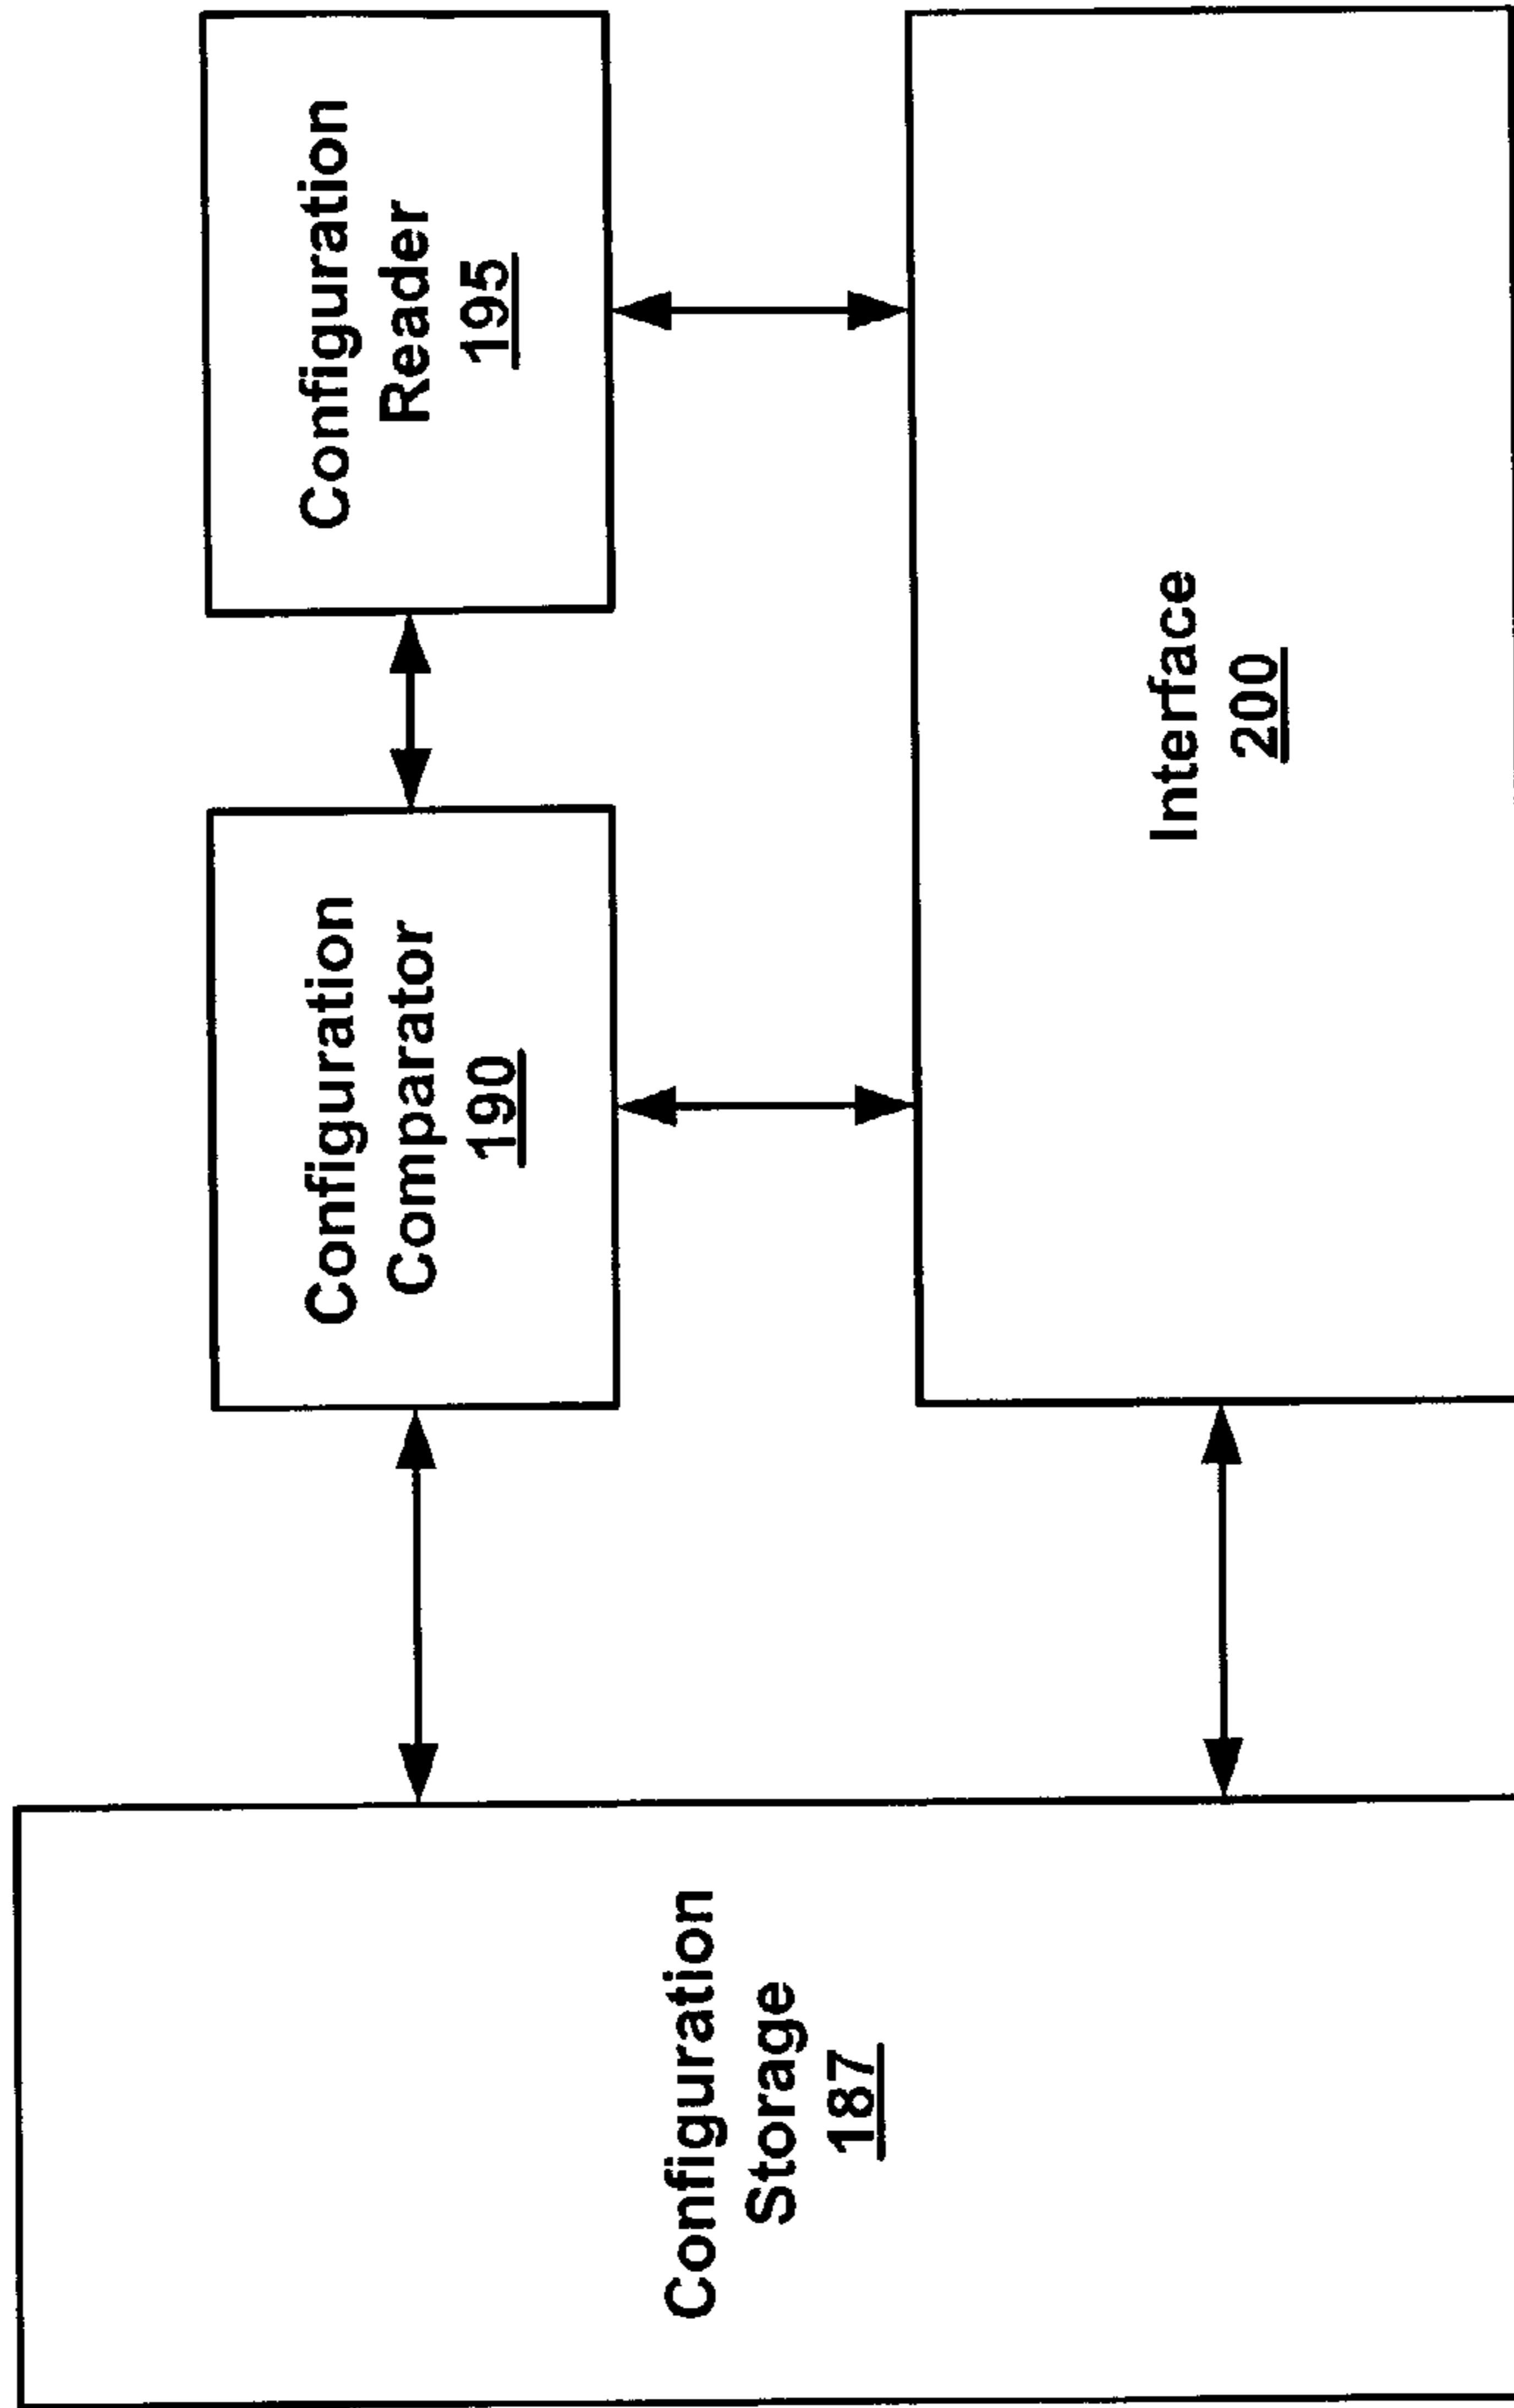 Configuration
Storage
187
Configuration
Comparator
190
Configuration
Reader
195
Interface
200